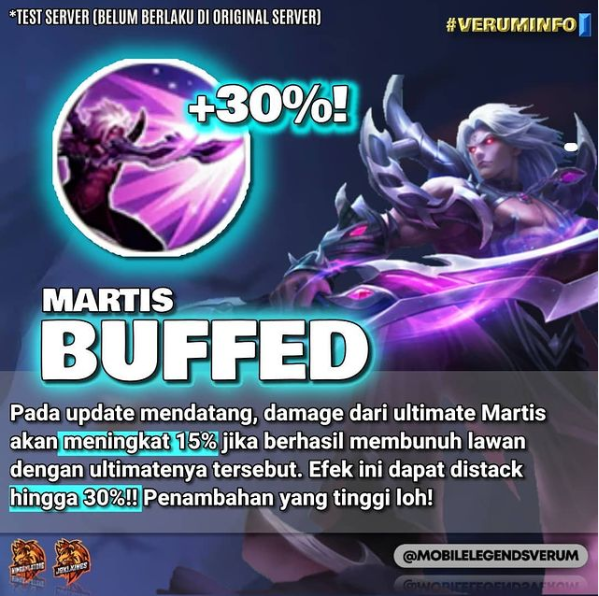 *TEST SERVER (BELUM BERLAKU DI ORIGINAL SERVER)
#VERUMINFO
+30%!
MARTIS
BUFFED
Pada update mendatang, damage dari ultimate Martis
akan meningkat 15% jika berhasil membunuh lawan
dengan ultimatenya tersebut. Efek ini dapat distack
hingga 30%!! Penambahan yang tinggi loh!
@MOBILELEGENDSVERUM